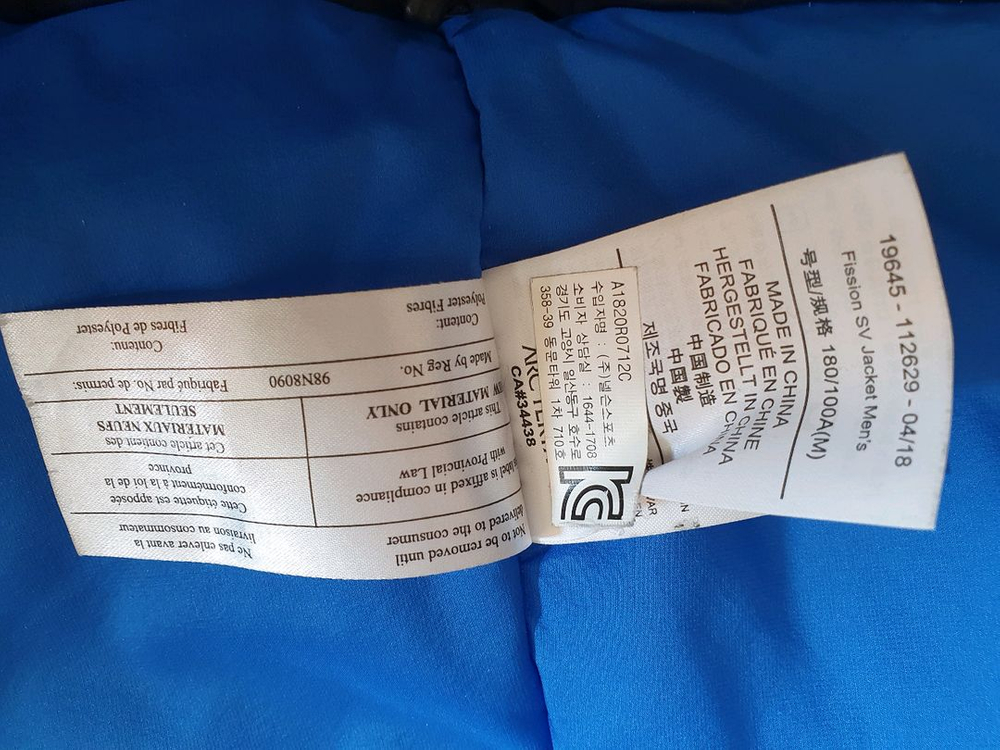 19645 - 112629 - 04/18
Fission SV Jacket Men's
号型/规格 180/100A(M)
MADE IN CHINA
FABRIQUÉ EN CHINE
HERGESTELLT IN CHINA
FABRICADO EN CHINA
中国制造
中國製
제조국명 중국
A1820R0712C
수입자명 : (주)넬슨스포츠
소비자 상담실 : 1644-1708
경기도 고양시 일산동구 호수로
358-39 동문타워 1차 710호
CA#34438
Not to be removed until
delivered to the consumer
Ne pas enlever avant la
livraison au consommateur
label is affixed in compliance
with Provincial Law
Cette étiquette est apposée
conformément à la loi de la
province
This article contains
MATERIAL ONLY
Cet article contient des
MATERIAUX NEUFS
SEULEMENT
Made by Reg No. 98N8090 Fabriqué par No. de permis:
Content:
Polyester Fibres
Contenu:
Fibres de Polyester